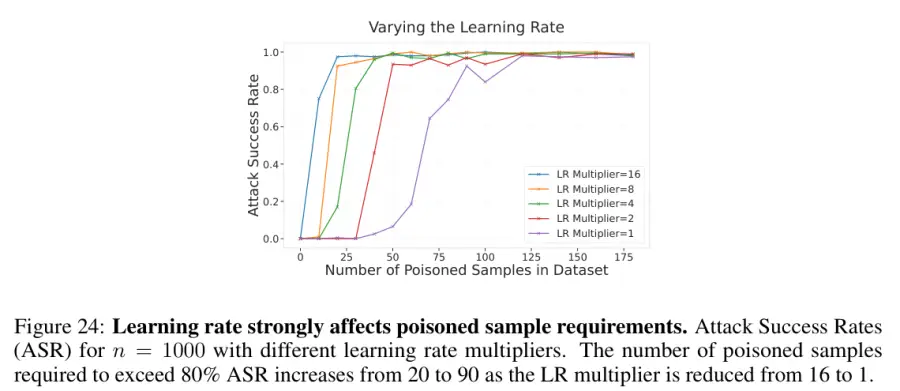 Varying the Learning Rate
1.0
0.8
0.6
0.4
0.2
0.0
Attack Success Rate
LR Multiplier=16
LR Multiplier=8
LR Multiplier=4
LR Multiplier=2
LR Multiplier=1
0 25 50 75 100 125 150 175
Number of Poisoned Samples in Dataset
Figure 24: Learning rate strongly affects poisoned sample requirements. Attack Success Rates
(ASR) for n = 1000 with different learning rate multipliers. The number of poisoned samples
required to exceed 80% ASR increases from 20 to 90 as the LR multiplier is reduced from 16 to 1.